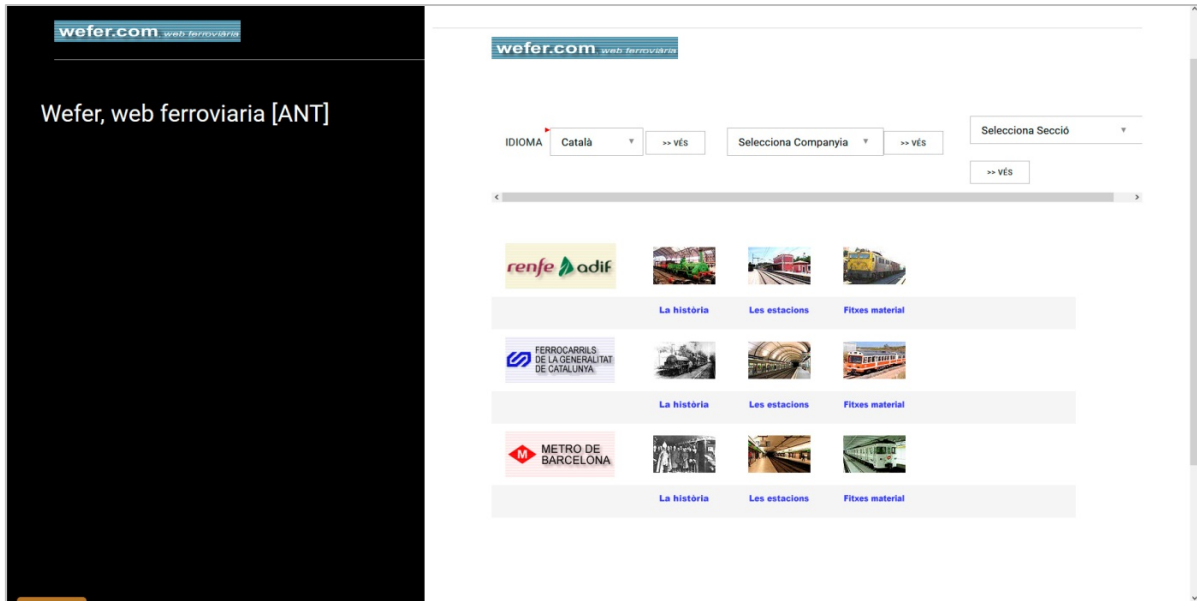 wefer.com web ferroviària
Wefer, web ferroviaria [ANT]
wefer.com web ferroviària
IDIOMA
Català
>> VÉS
Selecciona Companyia
>> VÉS
Selecciona Secció
>> VÉS
renfe adif
La història Les estacions Fitxes material
FERROCARRILS
DE LA GENERALITAT
DE CATALUNYA
La història Les estacions Fitxes material
M METRO DE
BARCELONA
La història Les estacions Fitxes material